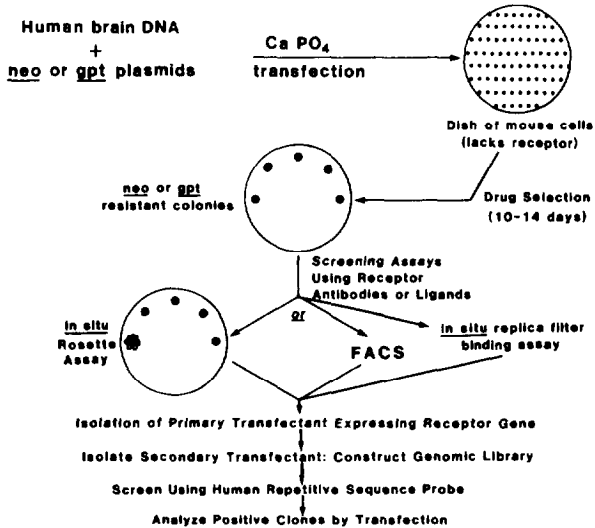 Human brain DNA
+
neo or gpt plasmids
Ca PO4
transfection
Dish of mouse cells
(lacks receptor)
neo or gpt
resistant colonies
Drug Selection
(10-14 days)
Screening Assays
Using Receptor
Antibodies or Ligands
or
in situ
Rosette
Assay
FACS
in situ replica filter
binding assay
Isolation of Primary Transfectant Expressing Receptor Gene
Isolate Secondary Transfectant: Construct Genomic Library
Screen Using Human Repetitive Sequence Probe
Analyze Positive Clones by Transfection